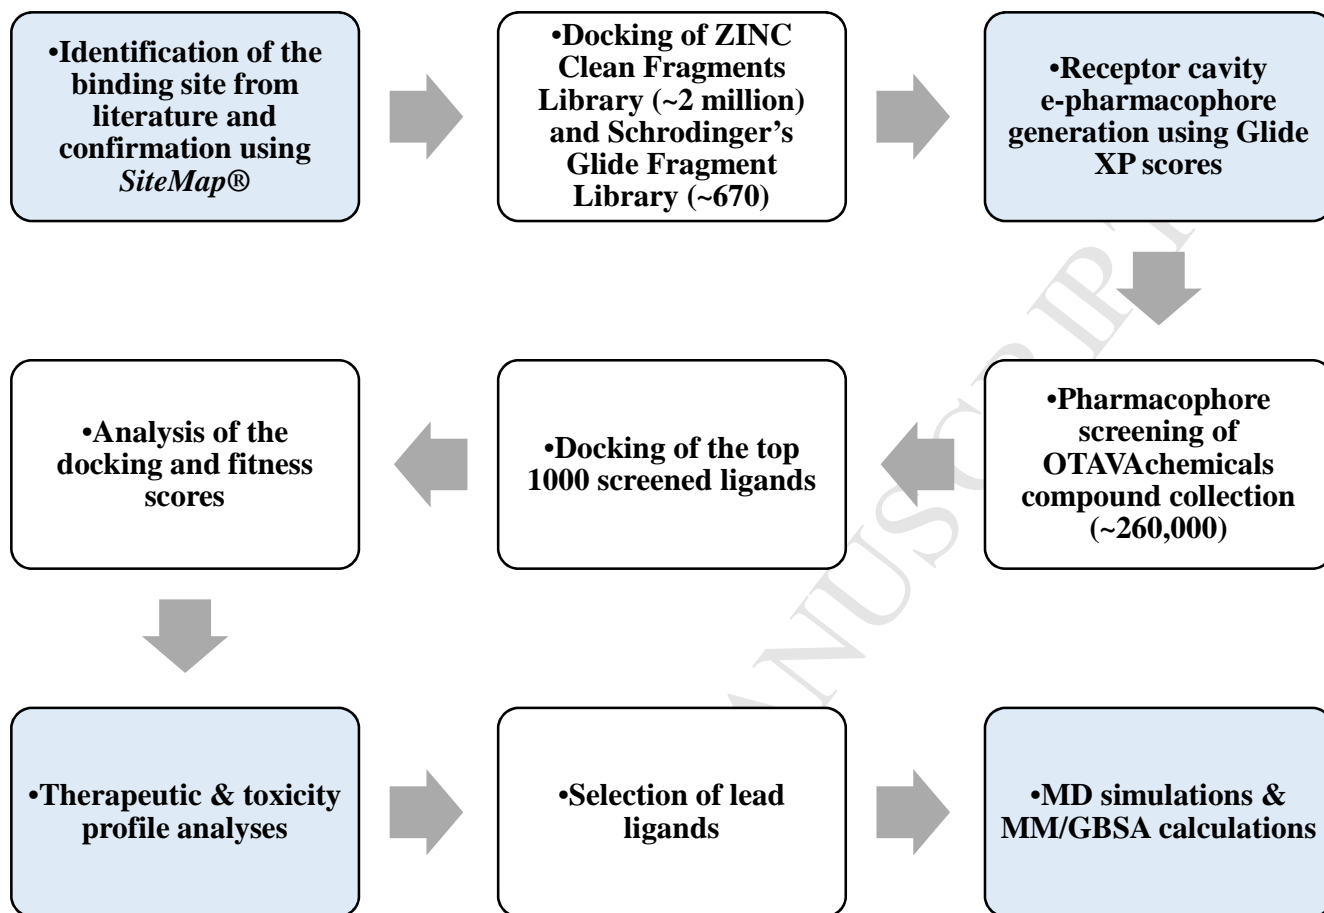 •Identification of the
binding site from
literature and
confirmation using
SiteMap®
•Docking of ZINC
Clean Fragments
Library (~2 million)
and Schrodinger’s
Glide Fragment
Library (~670)
•Receptor cavity
e-pharmacophore
generation using Glide
XP scores
•Pharmacophore
screening of
OTAVAchemicals
compound collection
(~260,000)
•Docking of the top
1000 screened ligands
•Analysis of the
docking and fitness
scores
•Therapeutic & toxicity
profile analyses
•Selection of lead
ligands
•MD simulations &
MM/GBSA calculations